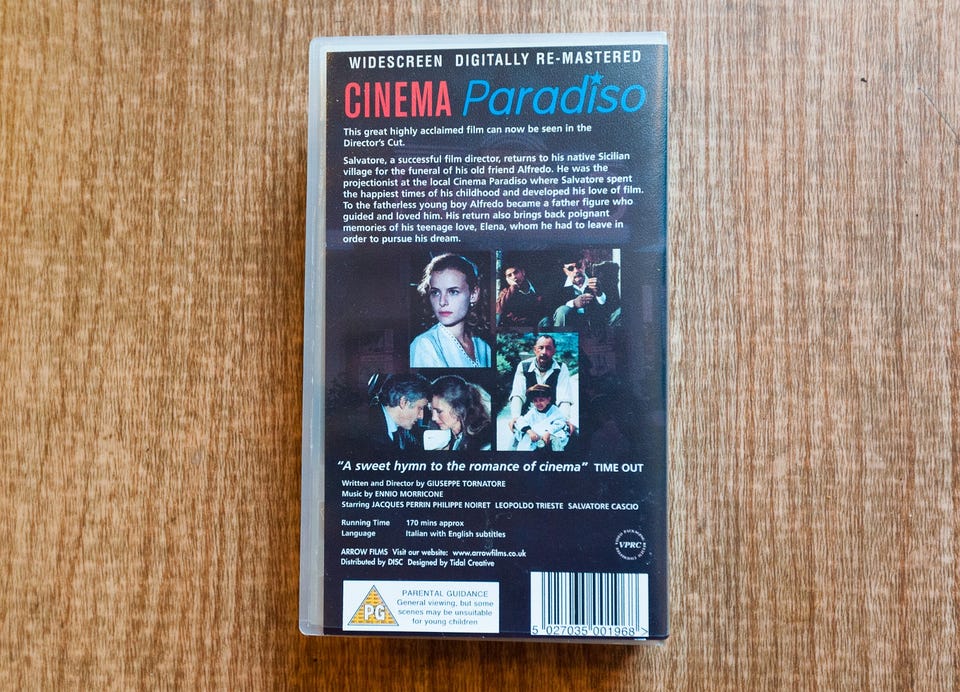 WIDESCREEN DIGITALLY RE-MASTERED
CINEMA Paradiso
This great highly acclaimed film can now be seen in the
Director's Cut.
Salvatore, a successful film director, returns to his native Sicilian
village for the funeral of his old friend Alfredo. He was the
projectionist at the local Cinema Paradiso where Salvatore spent
the happiest times of his childhood and developed his love of film.
To the fatherless young boy Alfredo became a father figure who
guided and loved him. His return also brings back poignant
memories of his teenage love, Elena, whom he had to leave in
order to pursue his dream.
"A sweet hymn to the romance of cinema" TIME OUT
Written and Director by GIUSEPPE TORNATORE
Music by ENNIO MORRICONE
Starring JACQUES PERRIN PHILIPPE NOIRET LEOPOLDO TRIESTE SALVATORE CASCIO
Running Time 170 mins approx
Language Italian with English subtitles
ARROW FILMS Visit our website: www.arrowfilms.co.uk
Distributed by DISC Designed by Tidal Creative
VPRC
PG
PARENTAL GUIDANCE
General viewing, but some
scenes may be unsuitable
for young children
5 027035 001968 >